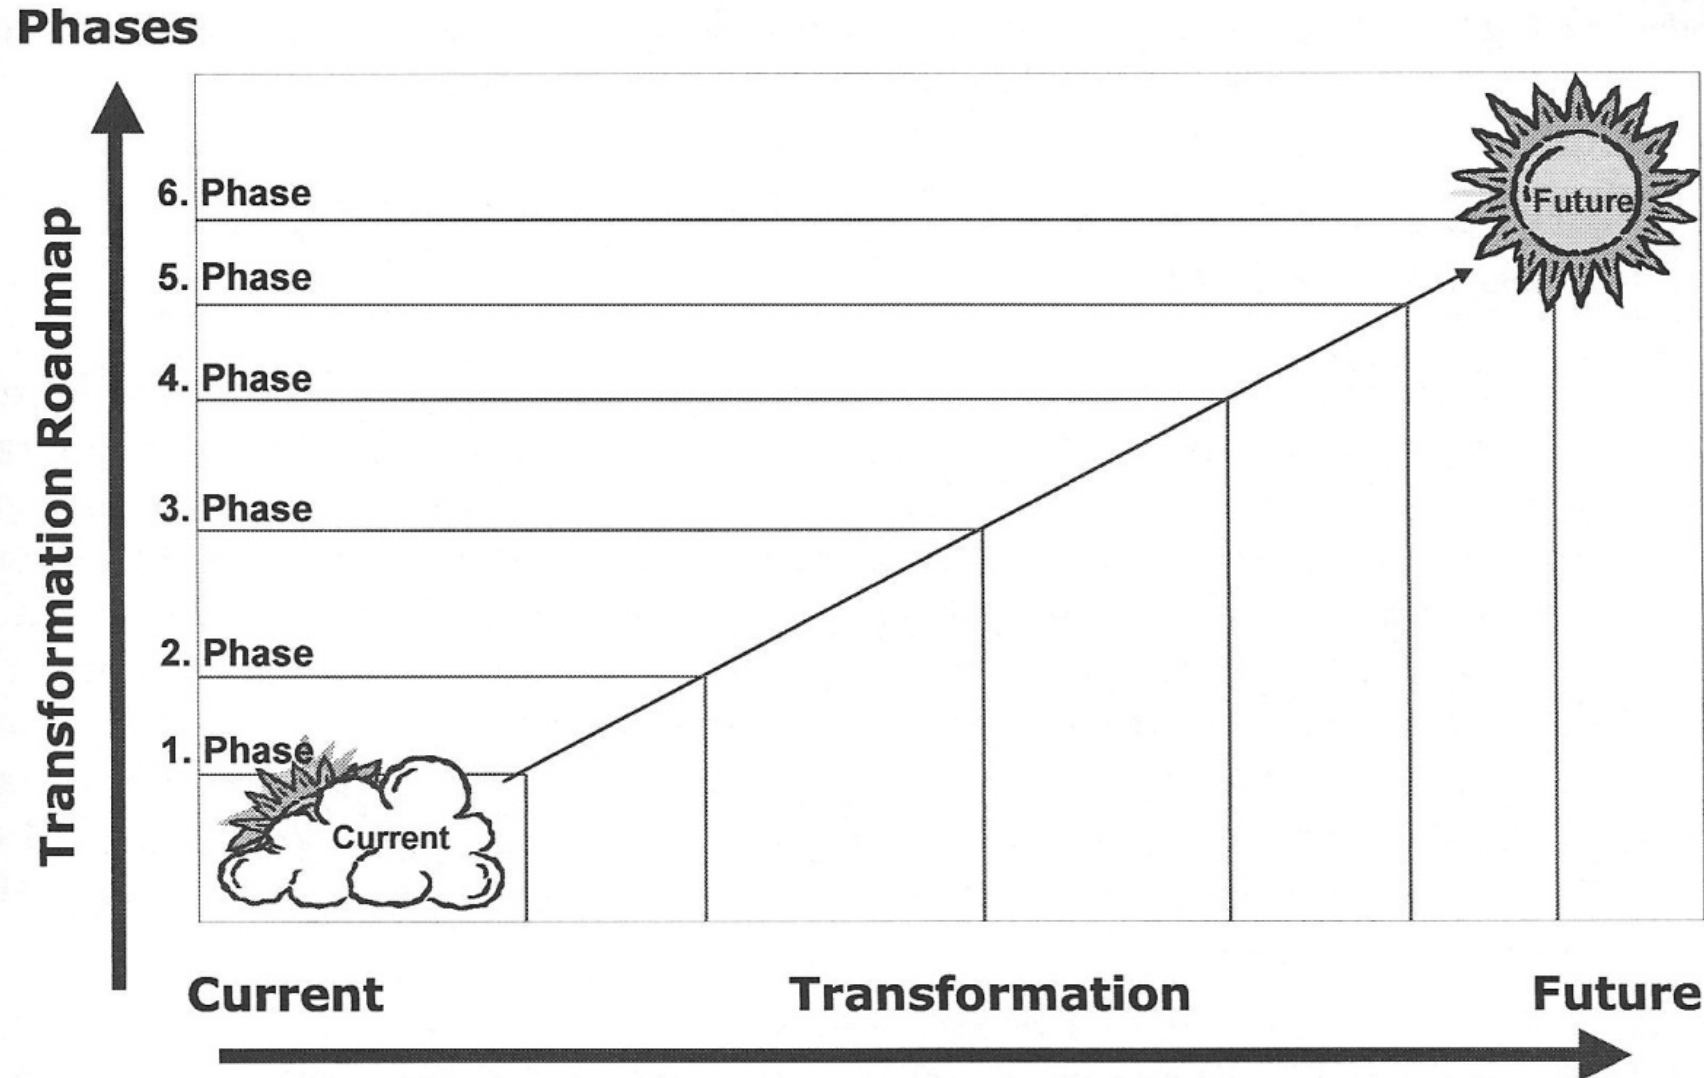 Phases
Transformation Roadmap
6. Phase
Future
5. Phase
4. Phase
3. Phase
2. Phase
1. Phase
Current
Current Transformation Future